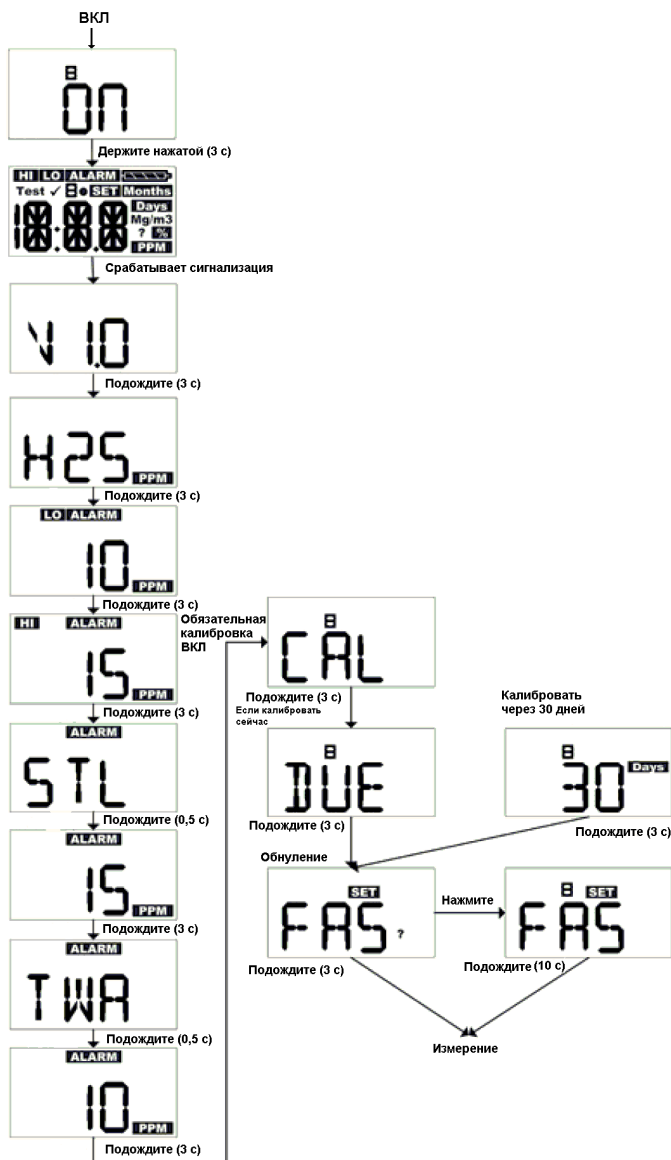 ВКЛ
ON
Держите нажатой (3 с)
HI LO ALARM
Test ✓ 8 SET Months
18:8.8
Days
Mg/m3
? %
PPM
Срабатывает сигнализация
V 1.0
Подождите (3 с)
H2S PPM
Подождите (3 с)
LO ALARM
10 PPM
Подождите (3 с)
HI ALARM
15 PPM
Подождите (3 с)
ALARM
STL
Подождите (0,5 с)
ALARM
15 PPM
Подождите (3 с)
ALARM
TWA
Подождите (0,5 с)
ALARM
10 PPM
Подождите (3 с)
Обязательная
калибровка
ВКЛ
CAL
Подождите (3 с)
Если калибровать
сейчас
DUE
Подождите (3 с)
Калибровать
через 30 дней
30 Days
Подождите (3 с)
Обнуление
SET
FAS ?
Подождите (3 с)
Нажмите
SET
FAS
Подождите (10 с)
Измерение